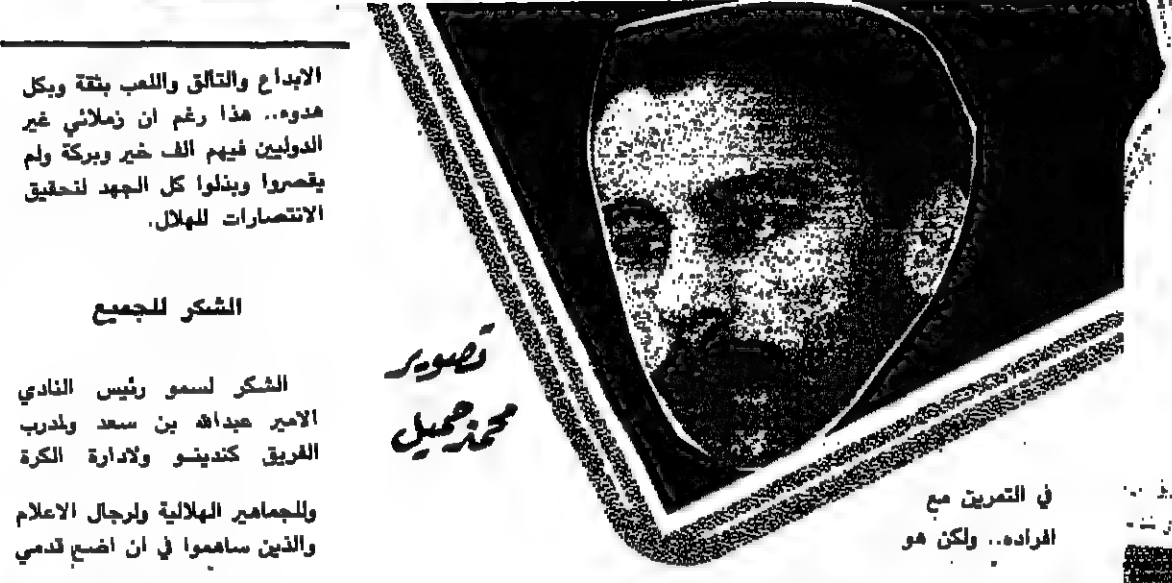 في التمرين مع
افراده.. ولكن هو
تصوير
محمد جميل
الابداع والتألق واللعب بثقة وبكل
هدوء.. هذا رغم ان زملائي غير
الدوليين فيهم الف خير وبركة ولم
يقصروا وبذلوا كل الجهد لتحقيق
الانتصارات للهلال.
الشكر للجميع
الشكر لسمو رئيس النادي
الامير عبدالله بن سعد ولمدرب
الفريق كندينو ولادارة الكرة
وللجماهير الهلالية ولرجال الاعلام
والذين ساهموا في ان اضع قدمي